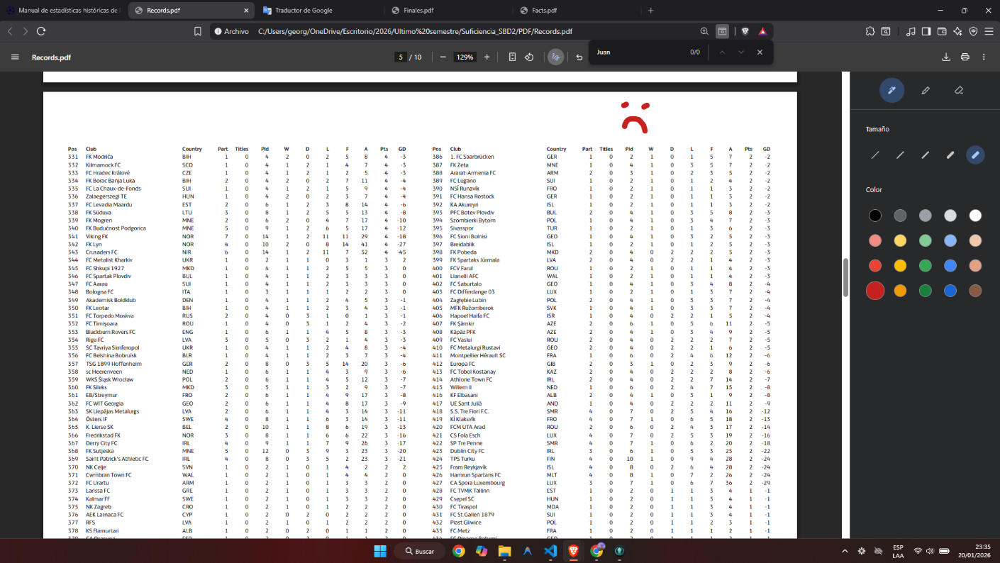 Manual de estadísticas históricas de
Records.pdf
Traductor de Google
Finales.pdf
Facts.pdf
Archivo C:/Users/georg/OneDrive/Escritorio/2026/Ultimo%20semestre/Suficiencia_SBD2/PDF/Records.pdf
Juan 0/0
Records.pdf
5 / 10
129%
Pos Club Country Part Titles Pld W D L F A Pts GD
331 FK Modriča BIH 1 0 4 2 0 2 5 8 4 -3
332 Kilmarnock FC SCO 1 0 4 1 2 1 4 7 4 -3
333 FC Hradec Králové CZE 1 0 4 1 2 1 2 5 4 -3
334 FK Borac Banja Luka BIH 2 0 4 2 0 2 7 11 4 -4
335 FC La Chaux-de-Fonds SUI 1 0 4 1 2 1 5 9 4 -4
336 Zalaegerszegi TE HUN 1 0 4 2 0 2 3 7 4 -4
337 FC Levadia Maardu EST 2 0 6 1 2 3 8 14 4 -6
338 FK Sūduva LTU 3 0 8 1 2 5 5 13 4 -8
339 FK Mogren MNE 2 0 6 2 0 4 7 17 4 -10
340 FK Budućnost Podgorica MNE 5 0 9 1 2 6 5 17 4 -12
341 Viking FK NOR 7 0 14 1 2 11 11 29 4 -18
342 FK Lyn NOR 4 0 10 2 0 8 14 41 4 -27
343 Crusaders FC NIR 6 0 14 1 2 11 7 52 4 -45
344 FC Metalist Kharkiv UKR 1 0 2 1 1 0 3 1 3 2
345 FC Shkupi 1927 MKD 1 0 4 1 1 2 5 5 3 0
346 FC Spartak Plovdiv BUL 1 0 4 1 1 2 3 3 3 0
347 FC Aarau SUI 1 0 4 1 1 2 3 3 3 0
348 Bologna FC ITA 1 0 3 1 1 1 2 2 3 0
349 Akademisk Boldklub DEN 1 0 4 1 1 2 4 5 3 -1
350 FK Leotar BIH 1 0 4 1 1 2 3 4 3 -1
351 FC Torpedo Moskva RUS 2 0 4 0 3 1 0 1 3 -1
352 FC Timişoara ROU 1 0 4 0 3 1 2 4 3 -2
353 Blackburn Rovers FC ENG 1 0 6 1 1 4 5 8 3 -3
354 Riga FC LVA 3 0 5 0 3 2 1 4 3 -3
355 SC Tavriya Simferopol UKR 1 0 4 1 1 2 4 8 3 -4
356 FC Belshina Bobruisk BLR 1 0 4 1 1 2 3 7 3 -4
357 TSG 1899 Hoffenheim GER 2 0 8 0 3 5 14 20 3 -6
358 sc Heerenveen NED 1 0 6 1 1 4 3 9 3 -6
359 WKS Śląsk Wrocław POL 2 0 6 1 1 4 5 12 3 -7
360 FK Sileks MKD 3 0 5 1 1 3 2 9 3 -7
361 EB/Streymur FRO 2 0 6 1 1 4 9 17 3 -8
362 FC WIT Georgia GEO 2 0 6 1 1 4 8 17 3 -9
363 SK Liepājas Metalurgs LVA 2 0 6 1 1 4 3 14 3 -11
364 Östers IF SWE 4 0 8 1 1 6 3 14 3 -11
365 K. Lierse SK BEL 2 0 10 1 1 8 6 19 3 -13
366 Fredrikstad FK NOR 3 0 8 1 1 6 6 22 3 -16
367 Derry City FC IRL 4 0 9 1 1 7 9 26 3 -17
368 FK Sutjeska MNE 5 0 12 0 3 9 3 23 3 -20
369 Saint Patrick's Athletic FC IRL 4 0 8 0 3 5 2 23 3 -21
370 NK Celje SVN 1 0 2 1 0 1 4 2 2 2
371 Cwmbran Town FC WAL 1 0 2 1 0 1 4 4 2 0
372 FC Urartu ARM 1 0 2 1 0 1 3 3 2 0
373 Larissa FC GRE 1 0 2 1 0 1 3 3 2 0
374 Kalmar FF SWE 1 0 2 1 0 1 3 3 2 0
375 NK Zagreb CRO 1 0 2 1 0 1 2 2 2 0
376 AEK Larnaca FC CYP 1 0 2 0 2 0 2 2 2 0
377 RFS LVA 1 0 2 1 0 1 2 2 2 0
378 KS Flamurtari ALB 1 0 2 0 2 0 1 1 2 0
Pos Club Country Part Titles Pld W D L F A Pts GD
386 1. FC Saarbrücken GER 1 0 2 1 0 1 5 7 2 -2
387 FK Zeta MNE 1 0 4 1 0 3 5 7 2 -2
388 Ararat-Armenia FC ARM 2 0 3 1 0 2 3 5 2 -2
389 FC Lugano SUI 1 0 2 1 0 1 2 4 2 -2
390 NSÍ Runavík FRO 1 0 2 1 0 1 1 3 2 -2
391 FC Hansa Rostock GER 1 0 2 1 0 1 1 3 2 -2
392 KA Akureyri ISL 1 0 2 1 0 1 1 3 2 -2
393 PFC Botev Plovdiv BUL 2 0 4 1 0 3 5 8 2 -3
394 Szombierki Bytom POL 1 0 4 1 0 3 4 7 2 -3
395 Sivasspor TUR 1 0 2 1 0 1 3 6 2 -3
396 FC Sioni Bolnisi GEO 1 0 4 1 0 3 2 5 2 -3
397 Breidablik ISL 1 0 2 1 0 1 2 5 2 -3
398 FK Pobeda MKD 2 0 4 0 2 2 2 5 2 -3
399 FK Spartaks Jūrmala LVA 2 0 4 0 2 2 1 4 2 -3
400 FCV Farul ROU 1 0 2 1 0 1 1 4 2 -3
401 Llanelli AFC WAL 1 0 2 1 0 1 1 4 2 -3
402 FC Saburtalo GEO 1 0 4 1 0 3 4 8 2 -4
403 FC Differdange 03 LUX 1 0 2 1 0 1 3 7 2 -4
404 Zagłębie Lubin POL 2 0 4 1 0 3 3 7 2 -4
405 MFK Ružomberok SVK 1 0 4 1 0 3 3 7 2 -4
406 Hapoel Haifa FC ISR 1 0 4 0 2 2 1 5 2 -4
407 FK Şämkir AZE 2 0 6 1 0 5 6 11 2 -5
408 Käpäz PFK AZE 2 0 4 1 0 3 4 9 2 -5
409 FC Vaslui ROU 2 0 4 0 2 2 2 7 2 -5
410 FC Metalurgi Rustavi GEO 2 0 4 0 2 2 1 6 2 -5
411 Montpellier Hérault SC FRA 1 0 6 0 2 4 6 12 2 -6
412 Europa FC GIB 2 0 3 1 0 2 3 9 2 -6
413 FC Tobol Kostanay KAZ 2 0 4 0 2 2 2 8 2 -6
414 Athlone Town FC IRL 2 0 4 0 2 2 7 14 2 -7
415 Willem II NED 1 0 6 0 2 4 7 15 2 -8
416 KF Elbasani ALB 2 0 4 1 0 3 1 9 2 -8
417 UE Sant Julià AND 1 0 4 0 2 2 2 11 2 -9
418 S.S. Tre Fiori F.C. SMR 4 0 7 0 2 5 4 16 2 -12
419 KÍ Klaksvík FRO 4 0 7 1 0 6 5 18 2 -13
420 FCM UTA Arad ROU 2 0 6 0 2 4 3 17 2 -14
421 CS Fola Esch LUX 4 0 7 0 2 5 3 19 2 -16
422 SP Tre Penne SMR 4 0 7 1 0 6 2 20 2 -18
423 Dublin City FC IRL 3 0 6 1 0 5 3 25 2 -22
424 TPS Turku FIN 4 0 10 1 0 9 4 28 2 -24
425 Fram Reykjavík ISL 4 0 8 0 2 6 4 28 2 -24
426 Hamrun Spartans FC MLT 4 0 8 1 0 7 2 26 2 -24
427 CA Spora Luxembourg LUX 3 0 7 1 0 6 7 36 2 -29
428 FC TVMK Tallinn EST 1 0 2 0 1 1 3 4 1 -1
429 Csepel SC HUN 1 0 2 0 1 1 3 4 1 -1
430 FC Tiraspol MDA 1 0 2 0 1 1 3 4 1 -1
431 FC St.Gallen 1879 SUI 1 0 2 0 1 1 3 4 1 -1
432 Piast Gliwice POL 1 0 2 0 1 1 2 3 1 -1
433 FC Metz FRA 1 0 2 0 1 1 1 2 1 -1
Tamaño
Color
Buscar
ESP
LAA
23:35
20/01/2026